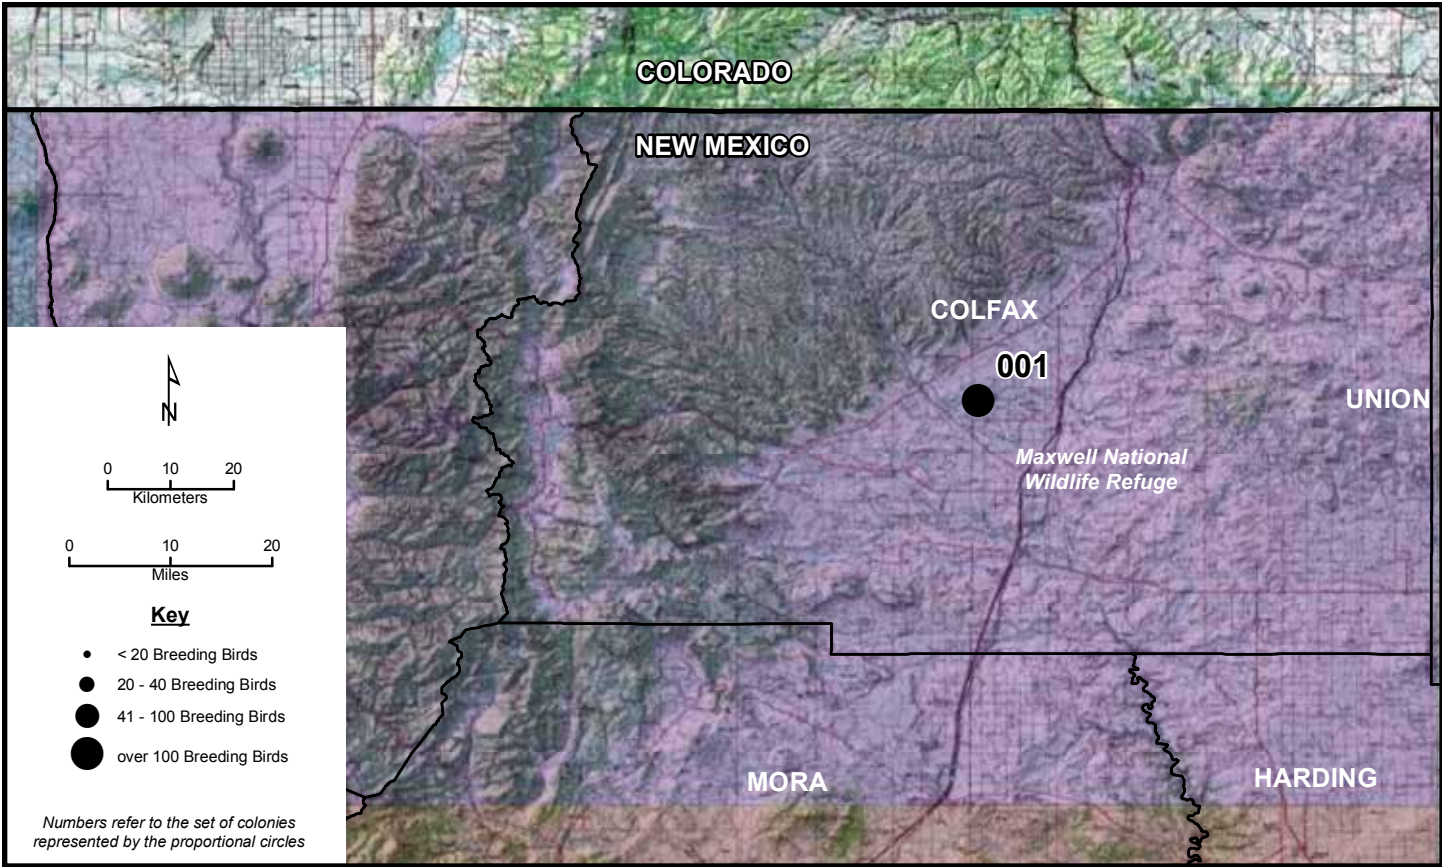 COLORADO
NEW MEXICO
COLFAX
001
UNION
Maxwell National
Wildlife Refuge
MORA
HARDING
N
0 10 20
Kilometers
0 10 20
Miles
Key
< 20 Breeding Birds
20 - 40 Breeding Birds
41 - 100 Breeding Birds
over 100 Breeding Birds
Numbers refer to the set of colonies
represented by the proportional circles